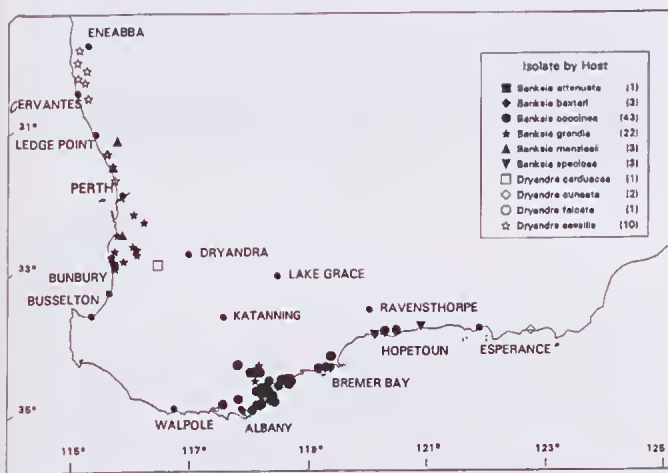 ENEABBA
CERVANTES
31°
LEDGE POINT
PERTH
BUNBURY
BUSSELTON
33°
DRYANDRA
LAKE GRACE
KATANNING
RAVENSTHORPE
HOPETOUN
ESPERANCE
BREMER BAY
WALPOLE
ALBANY
35°
115° 117° 119° 121° 123° 125
Isolate by Host
Banksia attenuata (1)
Banksia baxteri (3)
Banksia coccinea (43)
Banksia grandis (22)
Banksia menziesii (3)
Banksia speciosa (3)
Dryandra carduacea (1)
Dryandra cuneata (2)
Dryandra falcata (1)
Dryandra sessilis (10)